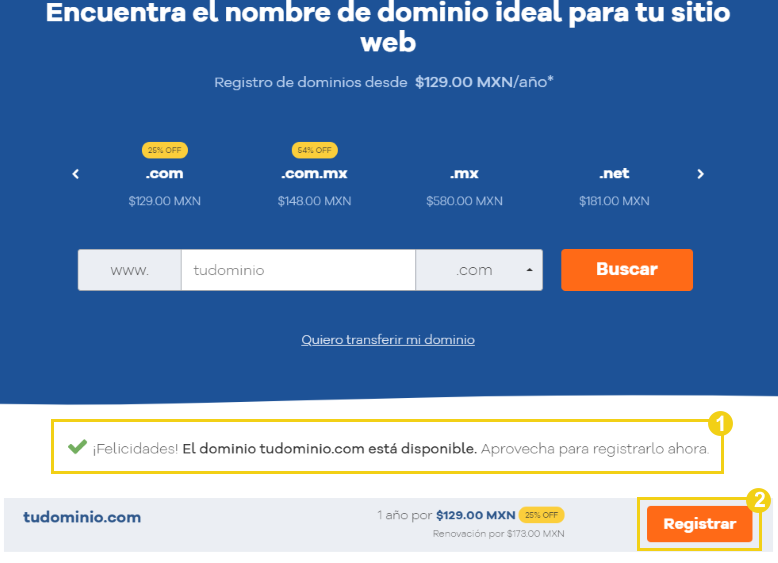 Encuentra el nombre de dominio ideal para tu sitio
web
Registro de dominios desde $129.00 MXN/año*
25% OFF 54% OFF
.com .com.mx .mx .net
$129.00 MXN $148.00 MXN $580.00 MXN $181.00 MXN
www. tudominio .com Buscar
Quiero transferir mi dominio
1
¡Felicidades! El dominio tudominio.com está disponible. Aprovecha para registrarlo ahora.
2
tudominio.com 1 año por $129.00 MXN 25% OFF Registrar
Renovación por $173.00 MXN